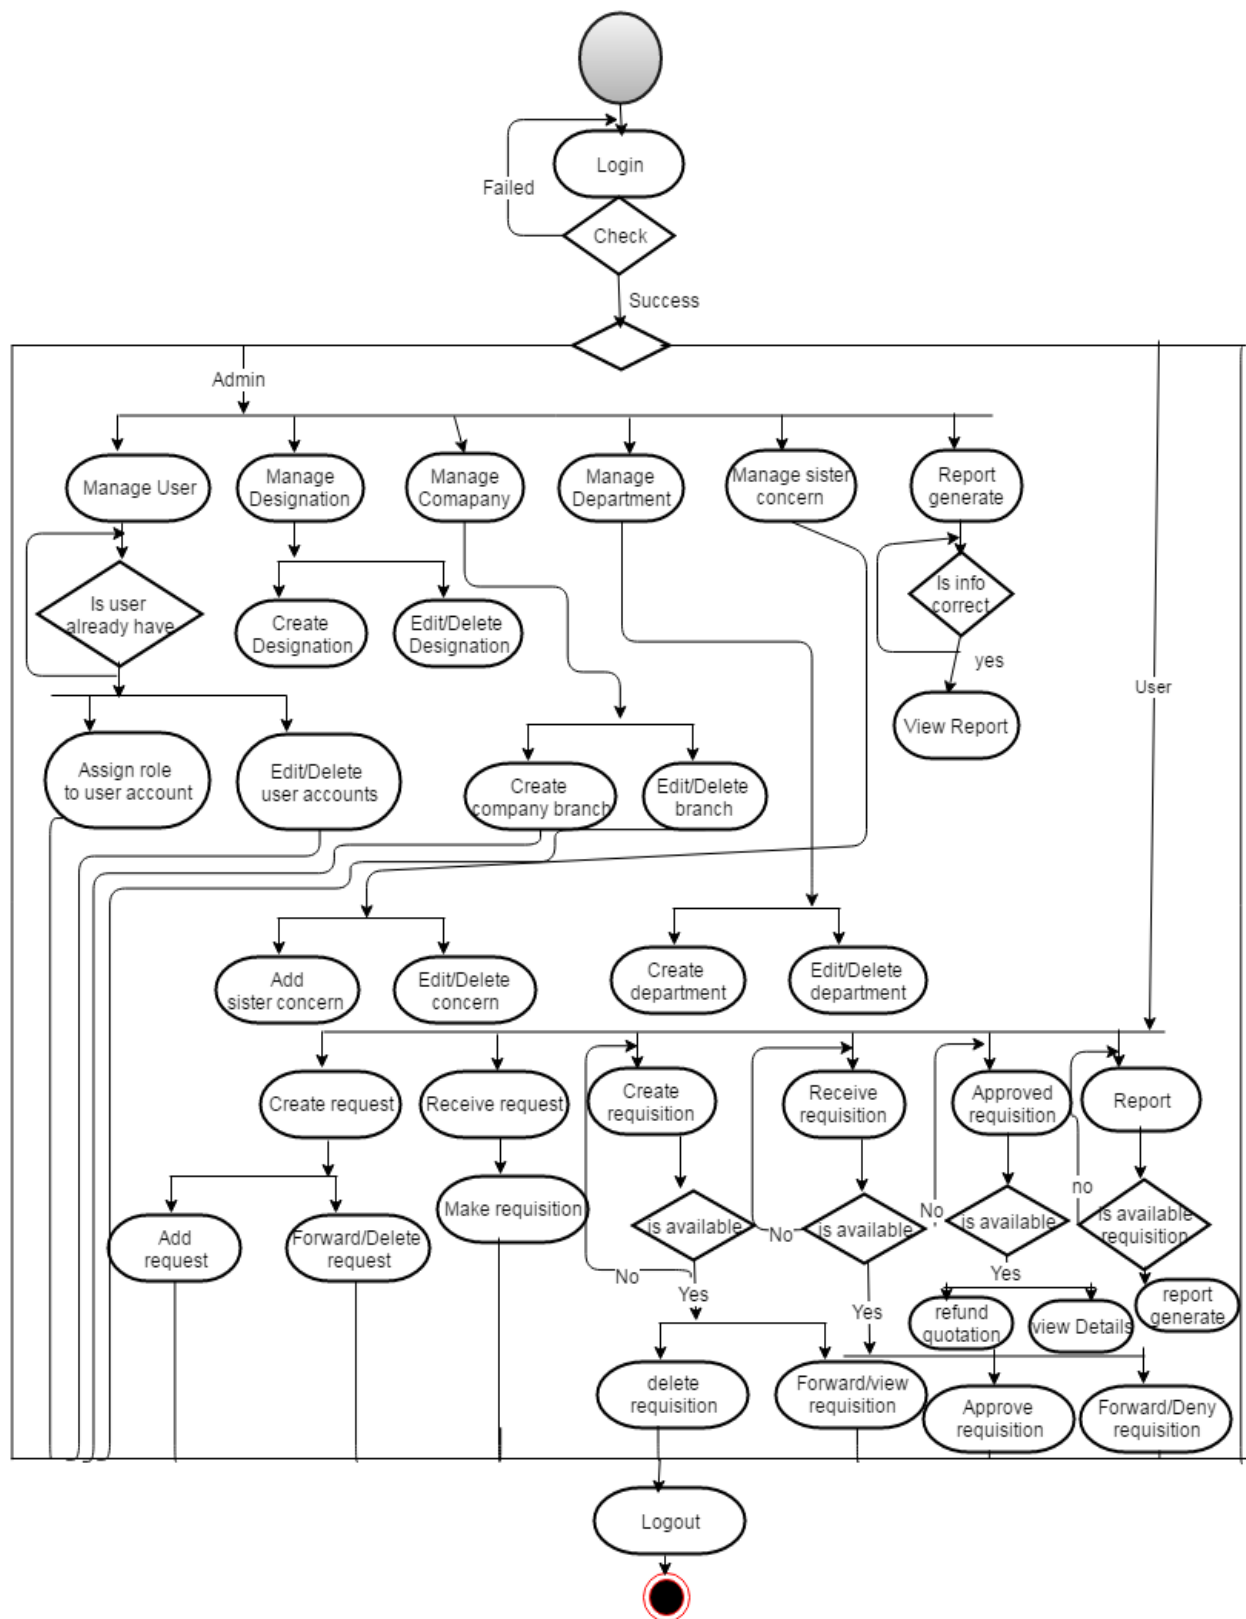 Login
Failed
Check
Success
Admin
Manage User
Manage
Designation
Manage
Comapany
Manage
Department
Manage sister
concern
Report
generate
Is user
already have
Create
Designation
Edit/Delete
Designation
Is info
correct
yes
User
View Report
Assign role
to user account
Edit/Delete
user accounts
Create
company branch
Edit/Delete
branch
Add
sister concern
Edit/Delete
concern
Create
department
Edit/Delete
department
Create request
Receive request
Create
requisition
Receive
requisition
Approved
requisition
Report
Make requisition
no
Add
request
Forward/Delete
request
is available
No
is available
No
is available
Is available
requisition
No
Yes
Yes
Yes
refund
quotation
view Details
report
generate
delete
requisition
Forward/view
requisition
Approve
requisition
Forward/Deny
requisition
Logout